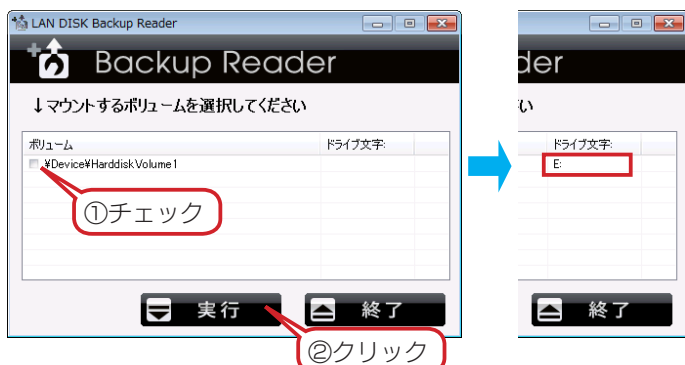 LAN DISK Backup Reader
Backup Reader
der
↓マウントするボリュームを選択してください
い
ボリューム ドライブ文字:
ドライブ文字:
¥Device¥HarddiskVolume1
E:
①チェック
実行 終了
終了
②クリック